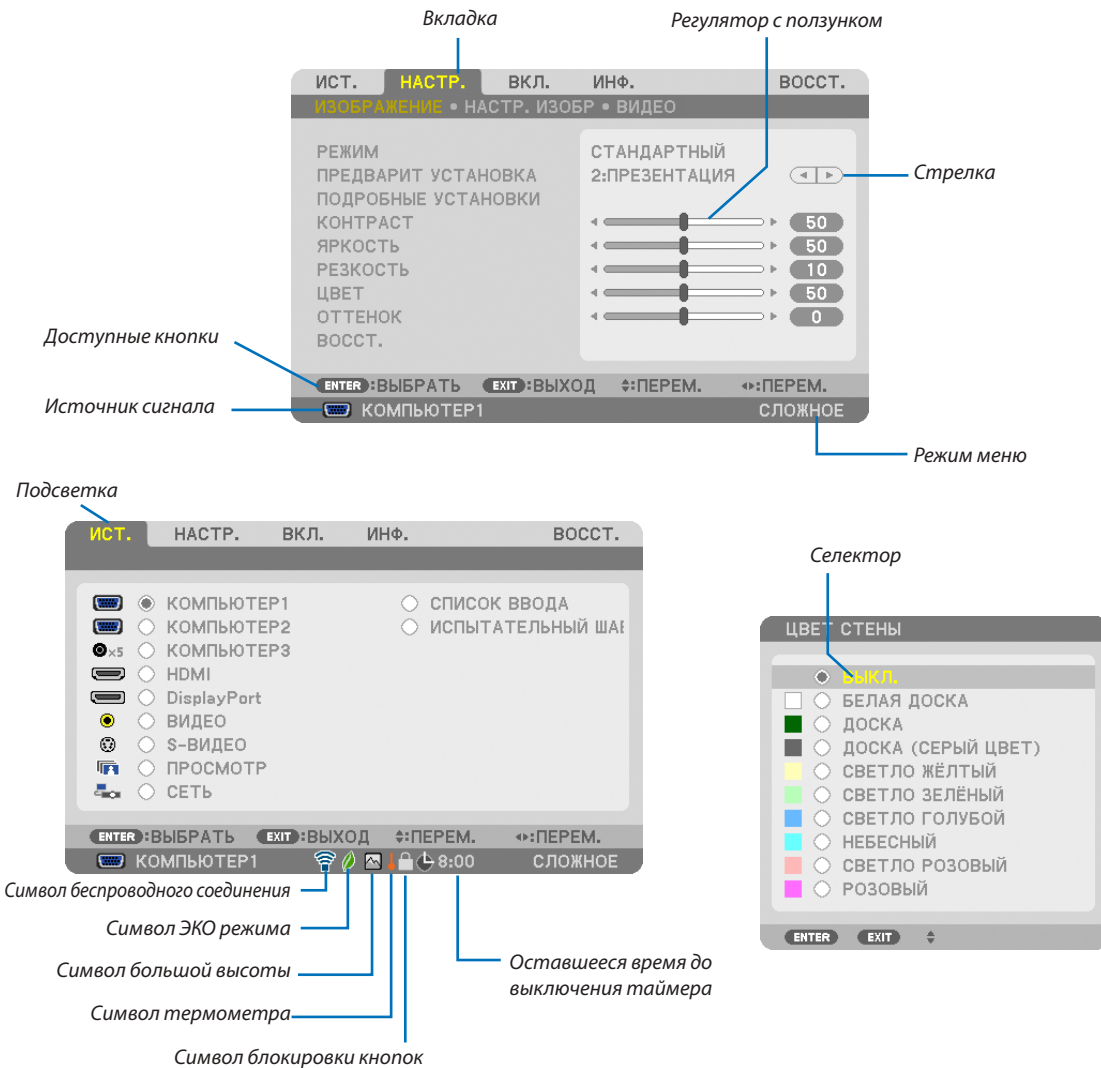 Вкладка
Регулятор с ползунком
ИСТ. НАСТР. ВКЛ. ИНФ. ВОССТ.
ИЗОБРАЖЕНИЕ • НАСТР. ИЗОБР • ВИДЕО
РЕЖИМ СТАНДАРТНЫЙ
ПРЕДВАРИТ УСТАНОВКА 2:ПРЕЗЕНТАЦИЯ
Стрелка
ПОДРОБНЫЕ УСТАНОВКИ
КОНТРАСТ 50
ЯРКОСТЬ 50
РЕЗКОСТЬ 10
ЦВЕТ 50
ОТТЕНОК 0
ВОССТ.
Доступные кнопки
ENTER:ВЫБРАТЬ EXIT:ВЫХОД :ПЕРЕМ. :ПЕРЕМ.
Источник сигнала
КОМПЬЮТЕР1 СЛОЖНОЕ
Режим меню
Подсветка
ИСТ. НАСТР. ВКЛ. ИНФ. ВОССТ.
КОМПЬЮТЕР1 СПИСОК ВВОДА
КОМПЬЮТЕР2 ИСПЫТАТЕЛЬНЫЙ ШАБ
×5 КОМПЬЮТЕР3
HDMI
DisplayPort
ВИДЕО
S-ВИДЕО
ПРОСМОТР
СЕТЬ
ENTER:ВЫБРАТЬ EXIT:ВЫХОД :ПЕРЕМ. :ПЕРЕМ.
КОМПЬЮТЕР1 8:00 СЛОЖНОЕ
Символ беспроводного соединения
Символ ЭКО режима
Символ большой высоты
Символ термометра
Символ блокировки кнопок
Оставшееся время до
выключения таймера
Селектор
ЦВЕТ СТЕНЫ
ВЫКЛ.
БЕЛАЯ ДОСКА
ДОСКА
ДОСКА (СЕРЫЙ ЦВЕТ)
СВЕТЛО ЖЁЛТЫЙ
СВЕТЛО ЗЕЛЁНЫЙ
СВЕТЛО ГОЛУБОЙ
НЕБЕСНЫЙ
СВЕТЛО РОЗОВЫЙ
РОЗОВЫЙ
ENTER EXIT